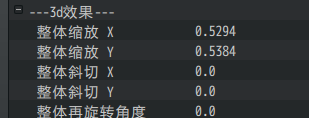 ---3d效果---
整体缩放 X 0.5294
整体缩放 Y 0.5384
整体斜切 X 0.0
整体斜切 Y 0.0
整体再旋转角度 0.0